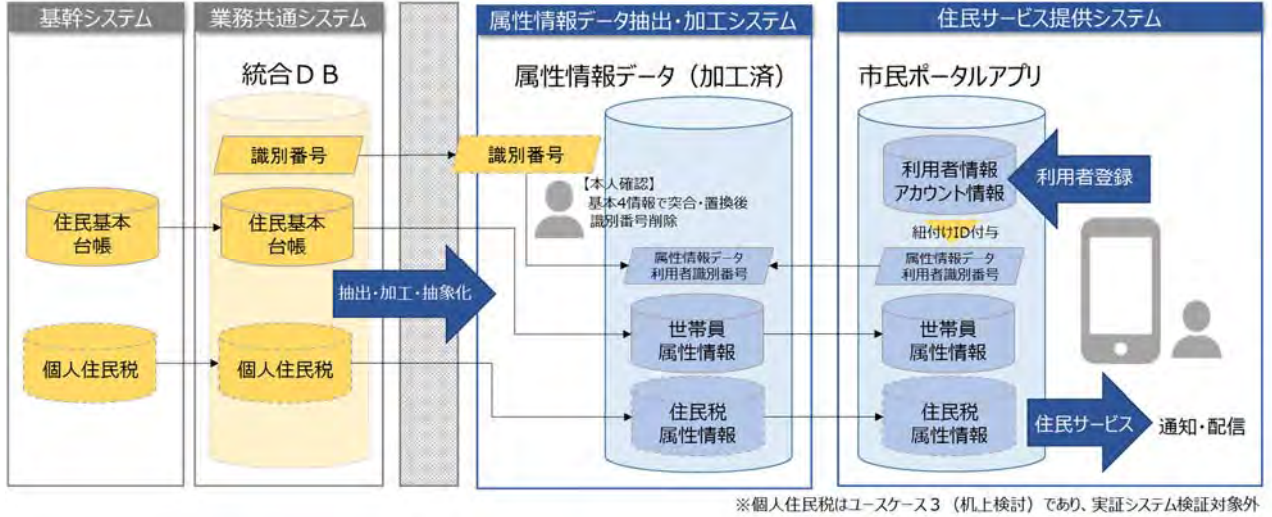 基幹システム
業務共通システム
属性情報データ抽出・加工システム
住民サービス提供システム
統合DB
属性情報データ(加工済)
市民ポータルアプリ
識別番号
識別番号
利用者情報
アカウント情報
利用者登録
【本人確認】
基本4情報で突合・置換後
識別番号削除
住民基本
台帳
住民基本
台帳
紐付けID付与
属性情報データ
利用者識別番号
属性情報データ
利用者識別番号
抽出・加工・抽象化
世帯員
属性情報
世帯員
属性情報
個人住民税
個人住民税
住民税
属性情報
住民税
属性情報
住民サービス
通知・配信
※個人住民税はユースケース3(机上検討)であり、実証システム検証対象外